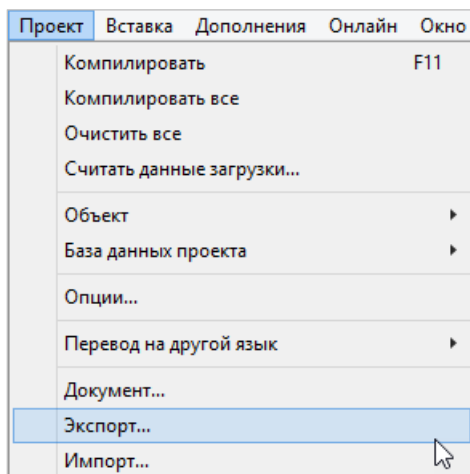 Проект Вставка Дополнения Онлайн Окно
Компилировать F11
Компилировать все
Очистить все
Считать данные загрузки...
Объект
База данных проекта
Опции...
Перевод на другой язык
Документ...
Экспорт...
Импорт...